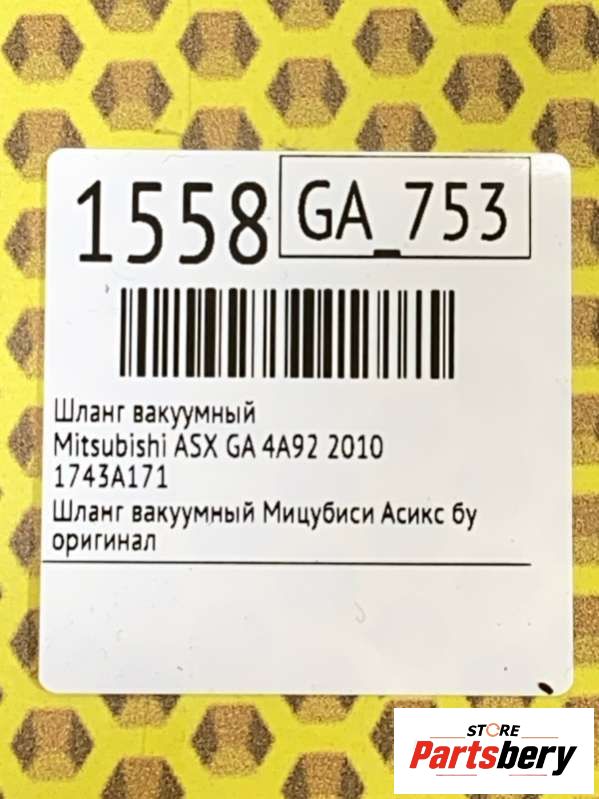 1558 GA_753
Шланг вакуумный
Mitsubishi ASX GA 4A92 2010
1743A171
Шланг вакуумный Мицубиси Асикс бу
оригинал
STORE
Partsbery